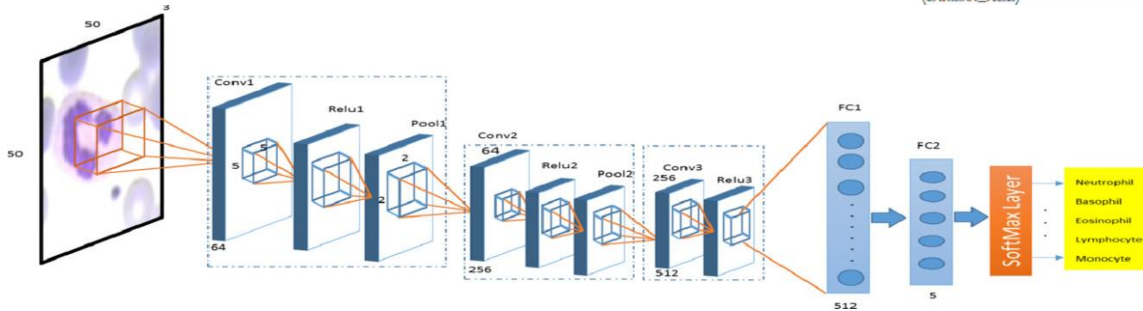 3
50
50
Conv1
Relu1
Pool1
5
5
2
2
64
Conv2
64
Relu2
Pool2
256
Conv3
256
Relu3
512
FC1
512
FC2
5
SoftMax Layer
Neutrophil
Basophil
Eosinophil
Lymphocyte
Monocyte